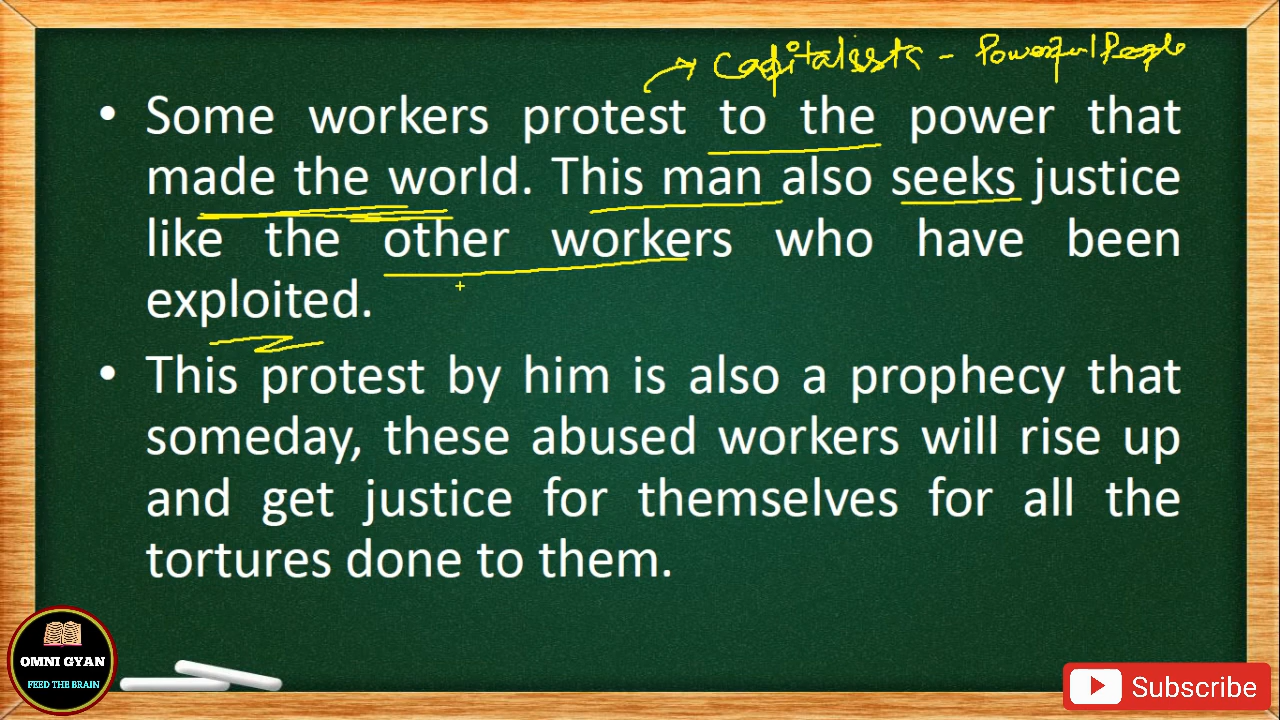 Capitalists - Powerful People
• Some workers protest to the power that
made the world. This man also seeks justice
like the other workers who have been
exploited.
• This protest by him is also a prophecy that
someday, these abused workers will rise up
and get justice for themselves for all the
tortures done to them.
OMNI GYAN
FEED THE BRAIN
Subscribe